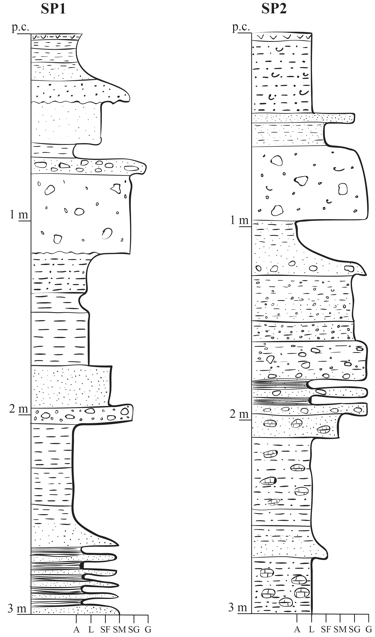 SP1
p.c.
1 m
2 m
3 m
A L SF SM SG G
SP2
p.c.
1 m
2 m
3 m
A L SF SM SG G